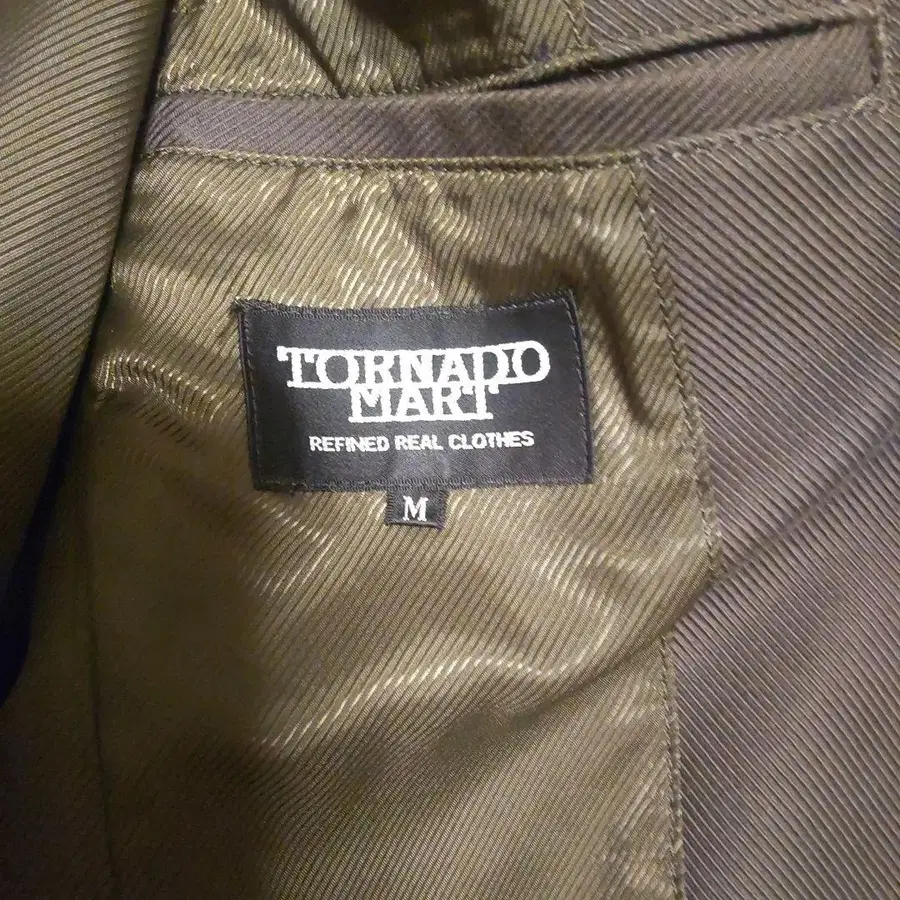 TORNADO
MART
REFINED REAL CLOTHES
M